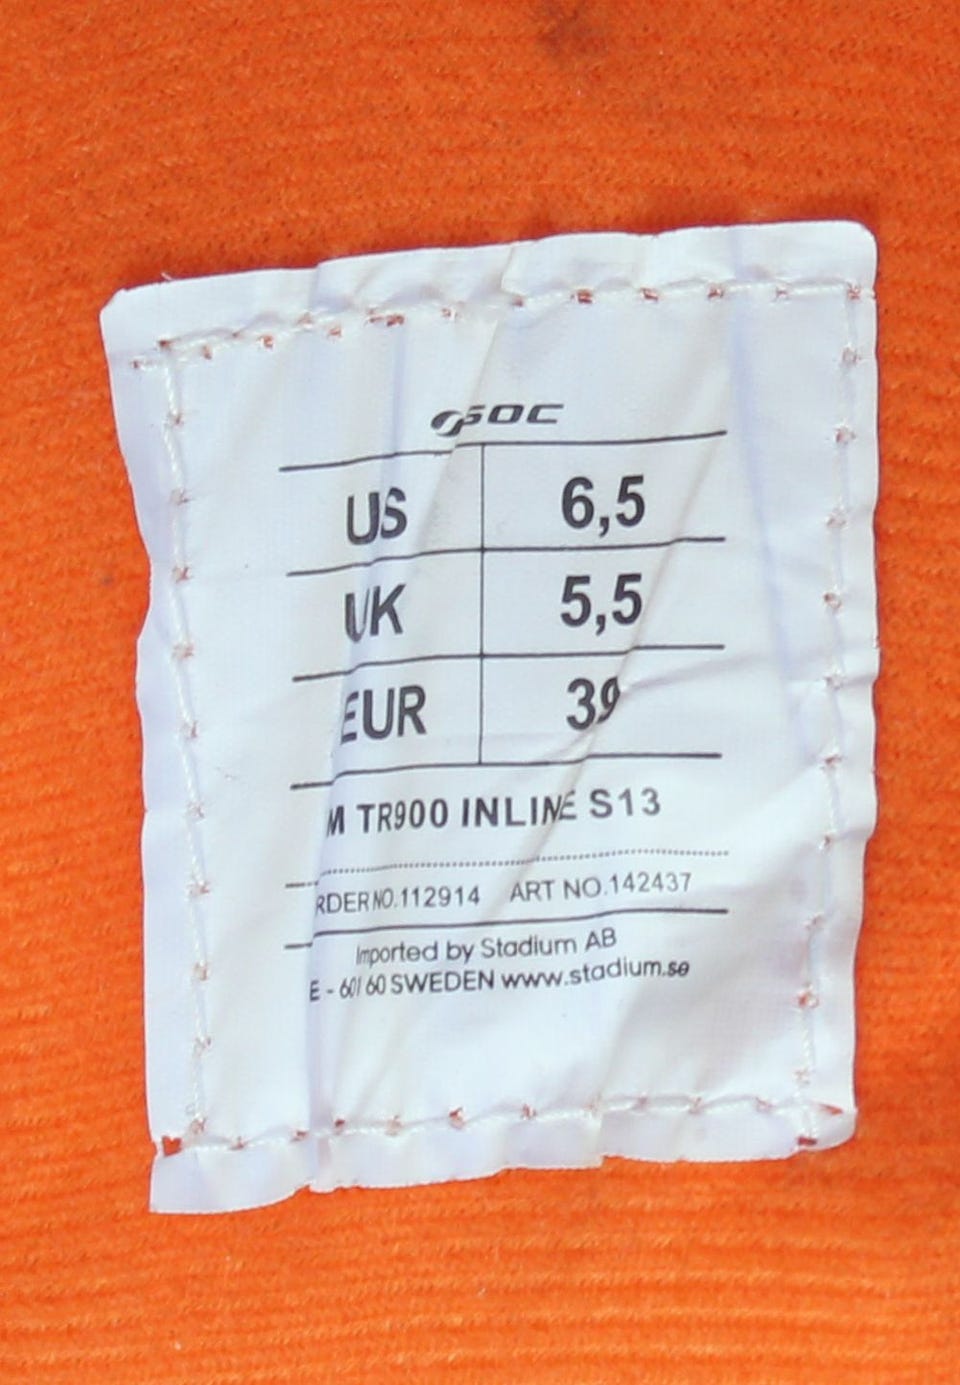 SOC
US 6,5
UK 5,5
EUR 39
M TR900 INLINE S13
RDER NO.112914 ART NO.142437
Imported by Stadium AB
E - 601 60 SWEDEN www.stadium.se